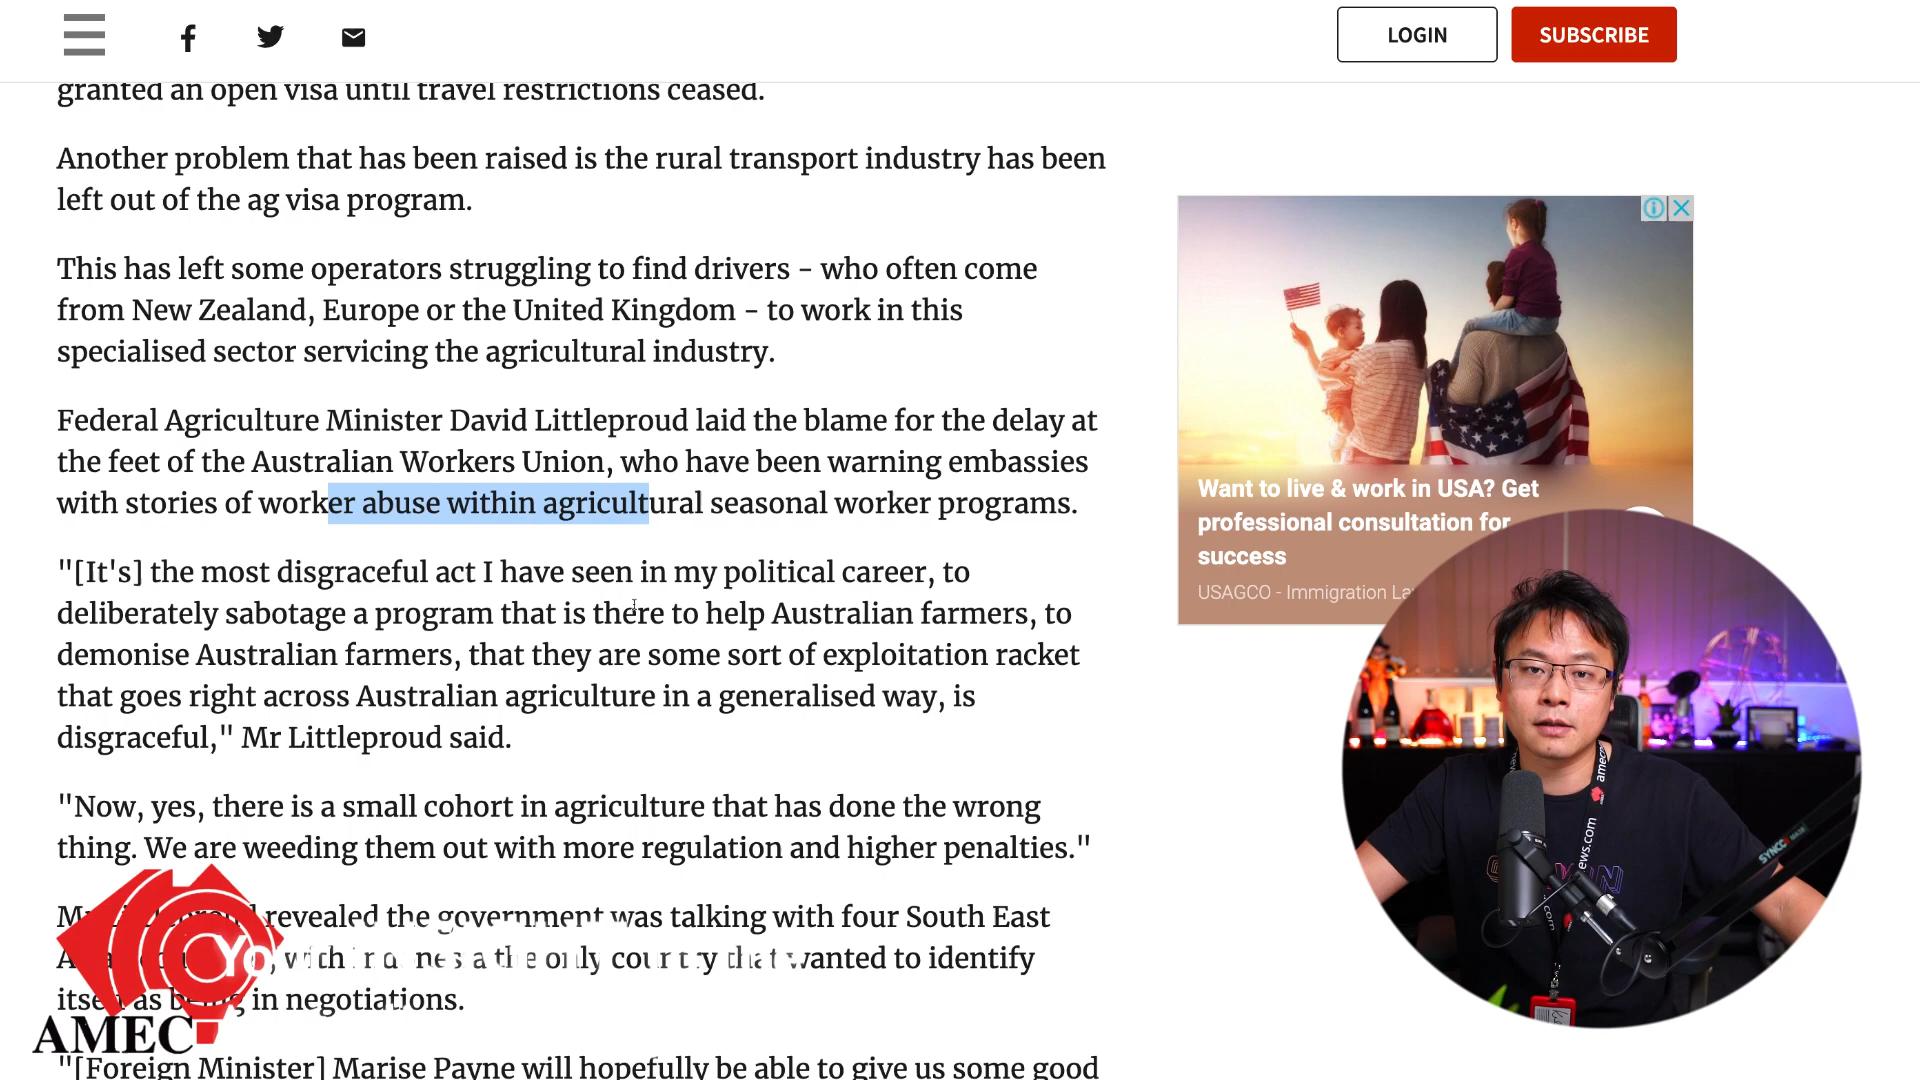 LOGIN
SUBSCRIBE
granted an open visa until travel restrictions ceased.
Another problem that has been raised is the rural transport industry has been
left out of the ag visa program.
This has left some operators struggling to find drivers - who often come
from New Zealand, Europe or the United Kingdom - to work in this
specialised sector servicing the agricultural industry.
Federal Agriculture Minister David Littleproud laid the blame for the delay at
the feet of the Australian Workers Union, who have been warning embassies
with stories of worker abuse within agricultural seasonal worker programs.
"[It's] the most disgraceful act I have seen in my political career, to
deliberately sabotage a program that is there to help Australian farmers, to
demonise Australian farmers, that they are some sort of exploitation racket
that goes right across Australian agriculture in a generalised way, is
disgraceful," Mr Littleproud said.
"Now, yes, there is a small cohort in agriculture that has done the wrong
thing. We are weeding them out with more regulation and higher penalties."
revealed the government was talking with four South East
with the only country that wanted to identify
as in negotiations.
"[Foreign Minister] Marise Payne will hopefully be able to give us some good
Want to live & work in USA? Get
professional consultation for
success
USAGCO - Immigration
AMEC
amec
ews.com
SYNCO